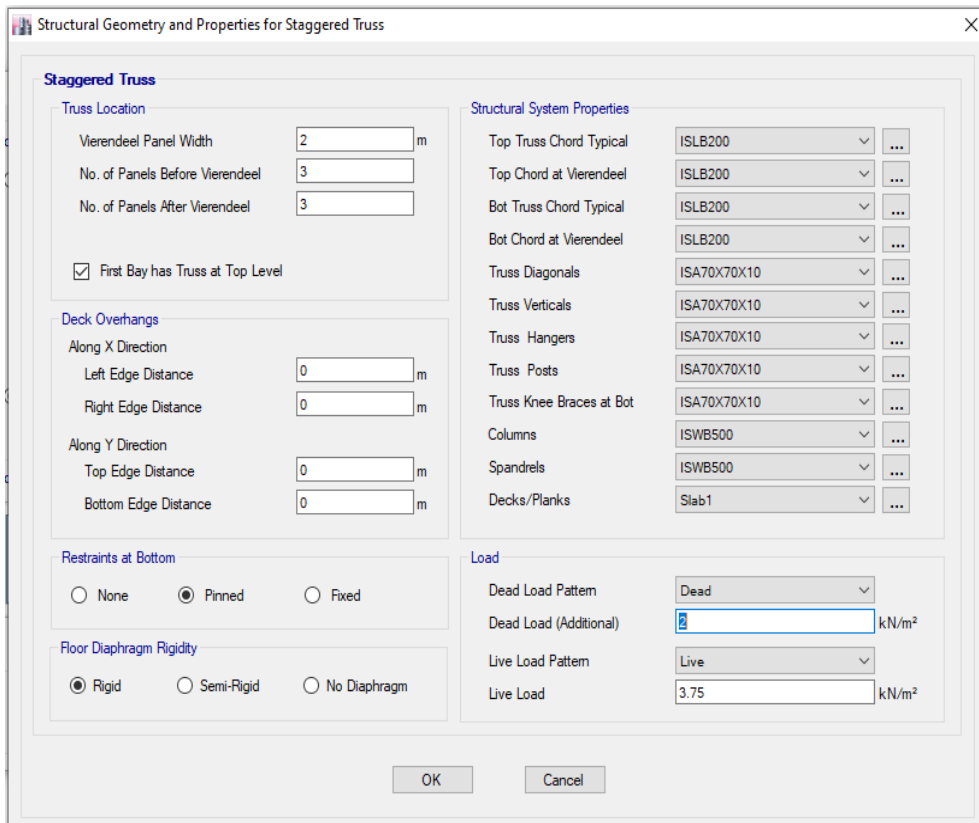 Structural Geometry and Properties for Staggered Truss
Staggered Truss
Truss Location
Vierendeel Panel Width 2 m
No. of Panels Before Vierendeel 3
No. of Panels After Vierendeel 3
First Bay has Truss at Top Level
Deck Overhangs
Along X Direction
Left Edge Distance 0 m
Right Edge Distance 0 m
Along Y Direction
Top Edge Distance 0 m
Bottom Edge Distance 0 m
Restraints at Bottom
None Pinned Fixed
Floor Diaphragm Rigidity
Rigid Semi-Rigid No Diaphragm
Structural System Properties
Top Truss Chord Typical ISLB200 ...
Top Chord at Vierendeel ISLB200 ...
Bot Truss Chord Typical ISLB200 ...
Bot Chord at Vierendeel ISLB200 ...
Truss Diagonals ISA70X70X10 ...
Truss Verticals ISA70X70X10 ...
Truss Hangers ISA70X70X10 ...
Truss Posts ISA70X70X10 ...
Truss Knee Braces at Bot ISA70X70X10 ...
Columns ISWB500 ...
Spandrels ISWB500 ...
Decks/Planks Slab1 ...
Load
Dead Load Pattern Dead
Dead Load (Additional) 2 kN/m²
Live Load Pattern Live
Live Load 3.75 kN/m²
OK Cancel